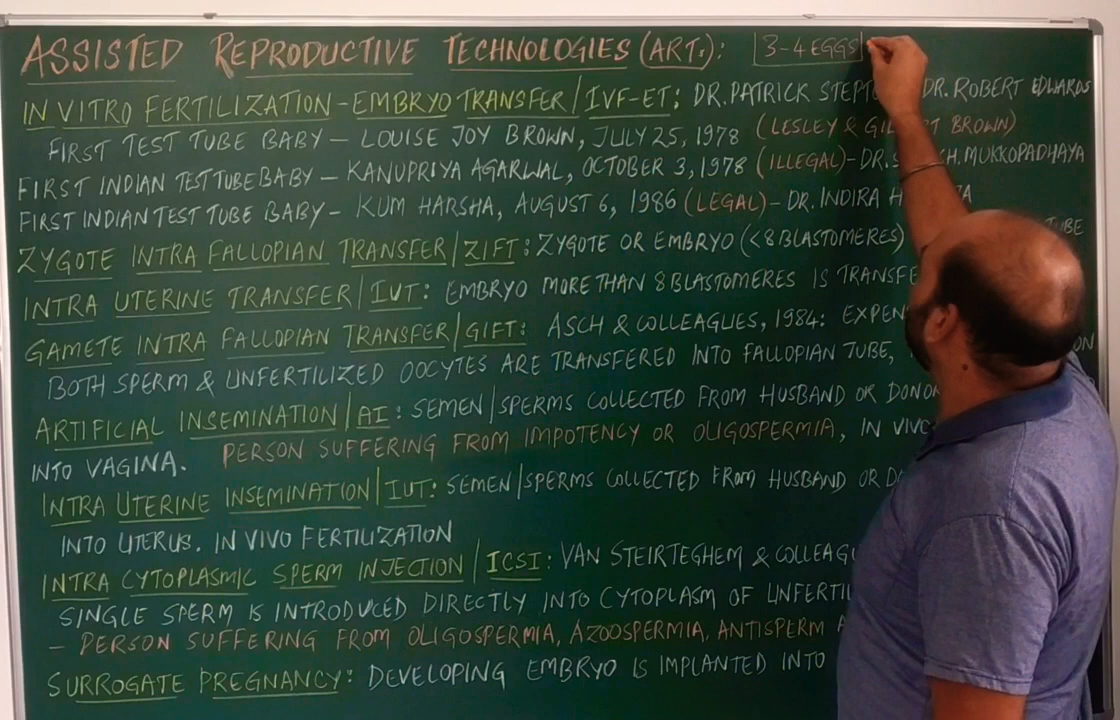 ASSISTED REPRODUCTIVE TECHNOLOGIES (ART): 3-4 EGGS
IN VITRO FERTILIZATION - EMBRYO TRANSFER / IVF-ET: DR. PATRICK DR. ROBERT EDWARDS
FIRST TEST TUBE BABY - LOUISE JOY BROWN, JULY 25, 1978 (LESLEY & BROWN)
FIRST INDIAN TEST TUBE BABY - KANUPRIYA AGARWAL, OCTOBER 3, 1978 (ILLEGAL) - DR. MUKKOPADHAYA
FIRST INDIAN TEST TUBE BABY - KUM HARSHA, AUGUST 6, 1986 (LEGAL) - DR. INDIRA
ZYGOTE INTRA FALLOPIAN TRANSFER / ZIFT: ZYGOTE OR EMBRYO (<8 BLASTOMERES) TUBE
INTRA UTERINE TRANSFER / IUT: EMBRYO MORE THAN 8 BLASTOMERES IS
GAMETE INTRA FALLOPIAN TRANSFER / GIFT: ASCH & COLLEAGUES, 1984:
BOTH SPERM & UNFERTILIZED OOCYTES ARE TRANSFERED INTO FALLOPIAN TUBE,
ARTIFICIAL INSEMINATION / AI: SEMEN / SPERMS COLLECTED FROM HUSBAND OR
INTO VAGINA. PERSON SUFFERING FROM IMPOTENCY OR OLIGOSPERMIA, IN
INTRA UTERINE INSEMINATION / IUT: SEMEN / SPERMS COLLECTED FROM HUSBAND OR
INTO UTERUS. IN VIVO FERTILIZATION
INTRA CYTOPLASMIC SPERM INJECTION / ICSI: VAN STEIRTEGHEM &
SINGLE SPERM IS INTRODUCED DIRECTLY INTO CYTOPLASM OF
- PERSON SUFFERING FROM OLIGOSPERMIA, AZOOSPERMIA, ANTISPERM
SURROGATE PREGNANCY: DEVELOPING EMBRYO IS IMPLANTED INTO